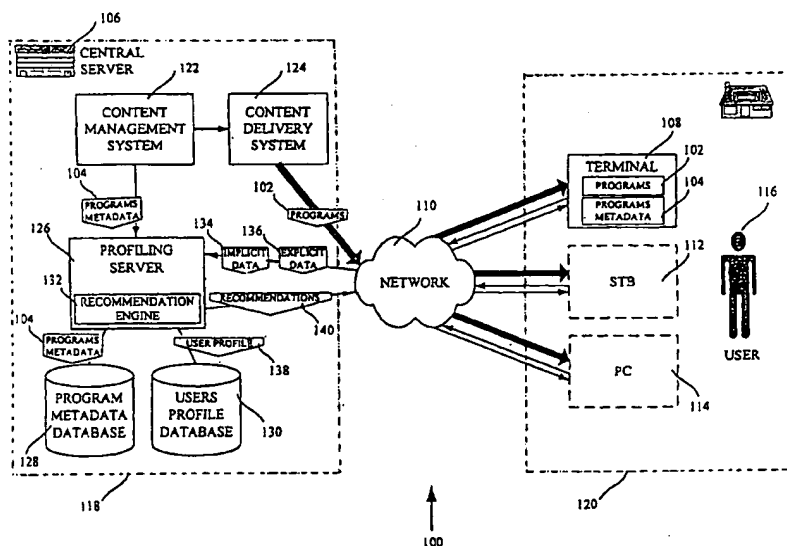 106
CENTRAL
SERVER
122
124
CONTENT
MANAGEMENT
SYSTEM
CONTENT
DELIVERY
SYSTEM
104
PROGRAMS
METADATA
102
PROGRAMS
126
PROFILING
SERVER
134
IMPLICIT
DATA
136
EXPLICIT
DATA
132
RECOMMENDATION
ENGINE
RECOMMENDATIONS
140
104
PROGRAMS
METADATA
USER PROFILE
138
PROGRAM
METADATA
DATABASE
128
USERS
PROFILE
DATABASE
130
118
110
NETWORK
100
108
TERMINAL
102
PROGRAMS
104
PROGRAMS
METADATA
112
STB
PC
114
116
USER
120